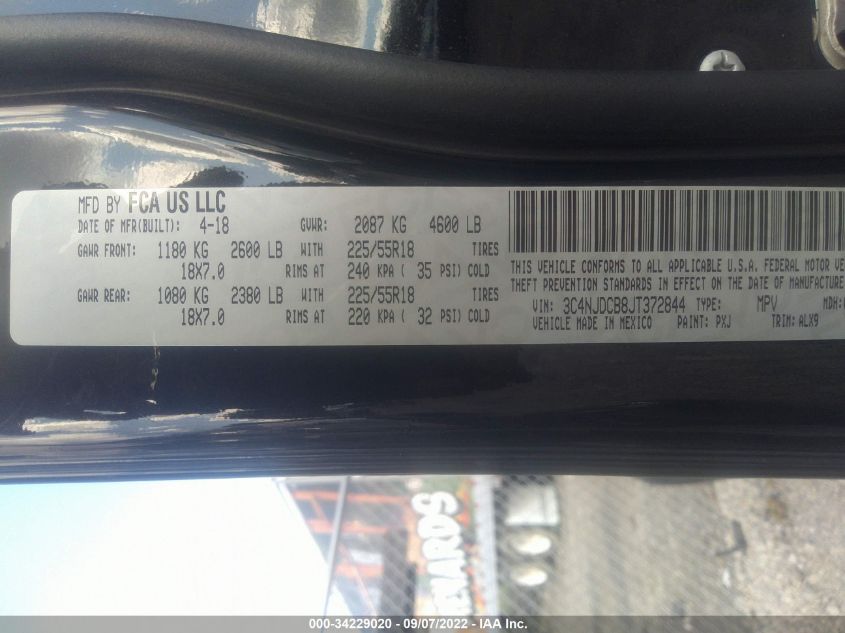 MFD BY FCA US LLC
DATE OF MFR(BUILT): 4-18 GVWR: 2087 KG 4600 LB
GAWR FRONT: 1180 KG 2600 LB WITH 225/55R18 TIRES
18X7.0 RIMS AT 240 KPA ( 35 PSI) COLD
GAWR REAR: 1080 KG 2380 LB WITH 225/55R18 TIRES
18X7.0 RIMS AT 220 KPA ( 32 PSI) COLD
THIS VEHICLE CONFORMS TO ALL APPLICABLE U.S.A. FEDERAL MOTOR
THEFT PREVENTION STANDARDS IN EFFECT ON THE DATE OF MANUFACTURE
VIN: 3C4NJDCB8JT372844 TYPE: MPV MDH:
VEHICLE MADE IN MEXICO PAINT: PXJ TRIM: ALX9
000-34229020 - 09/07/2022 - IAA Inc.